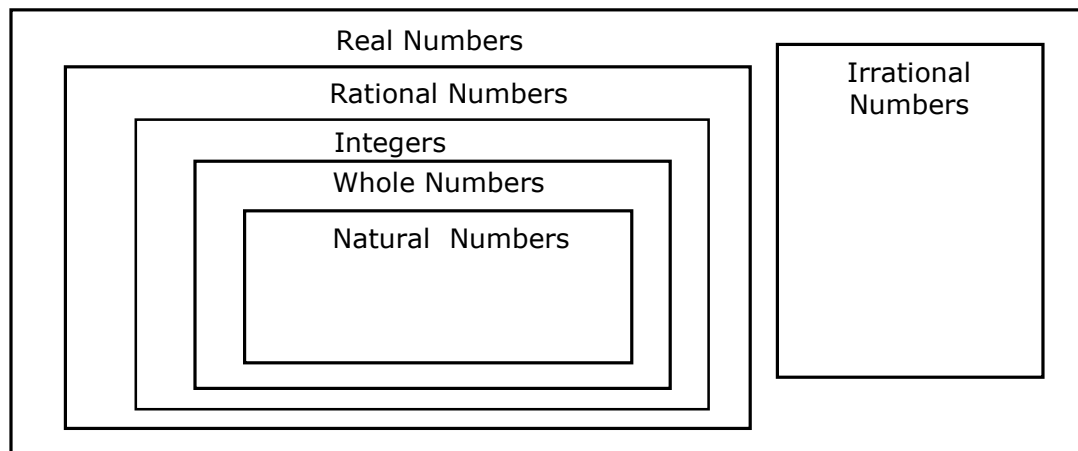 Real Numbers
Rational Numbers
Integers
Whole Numbers
Natural Numbers
Irrational
Numbers